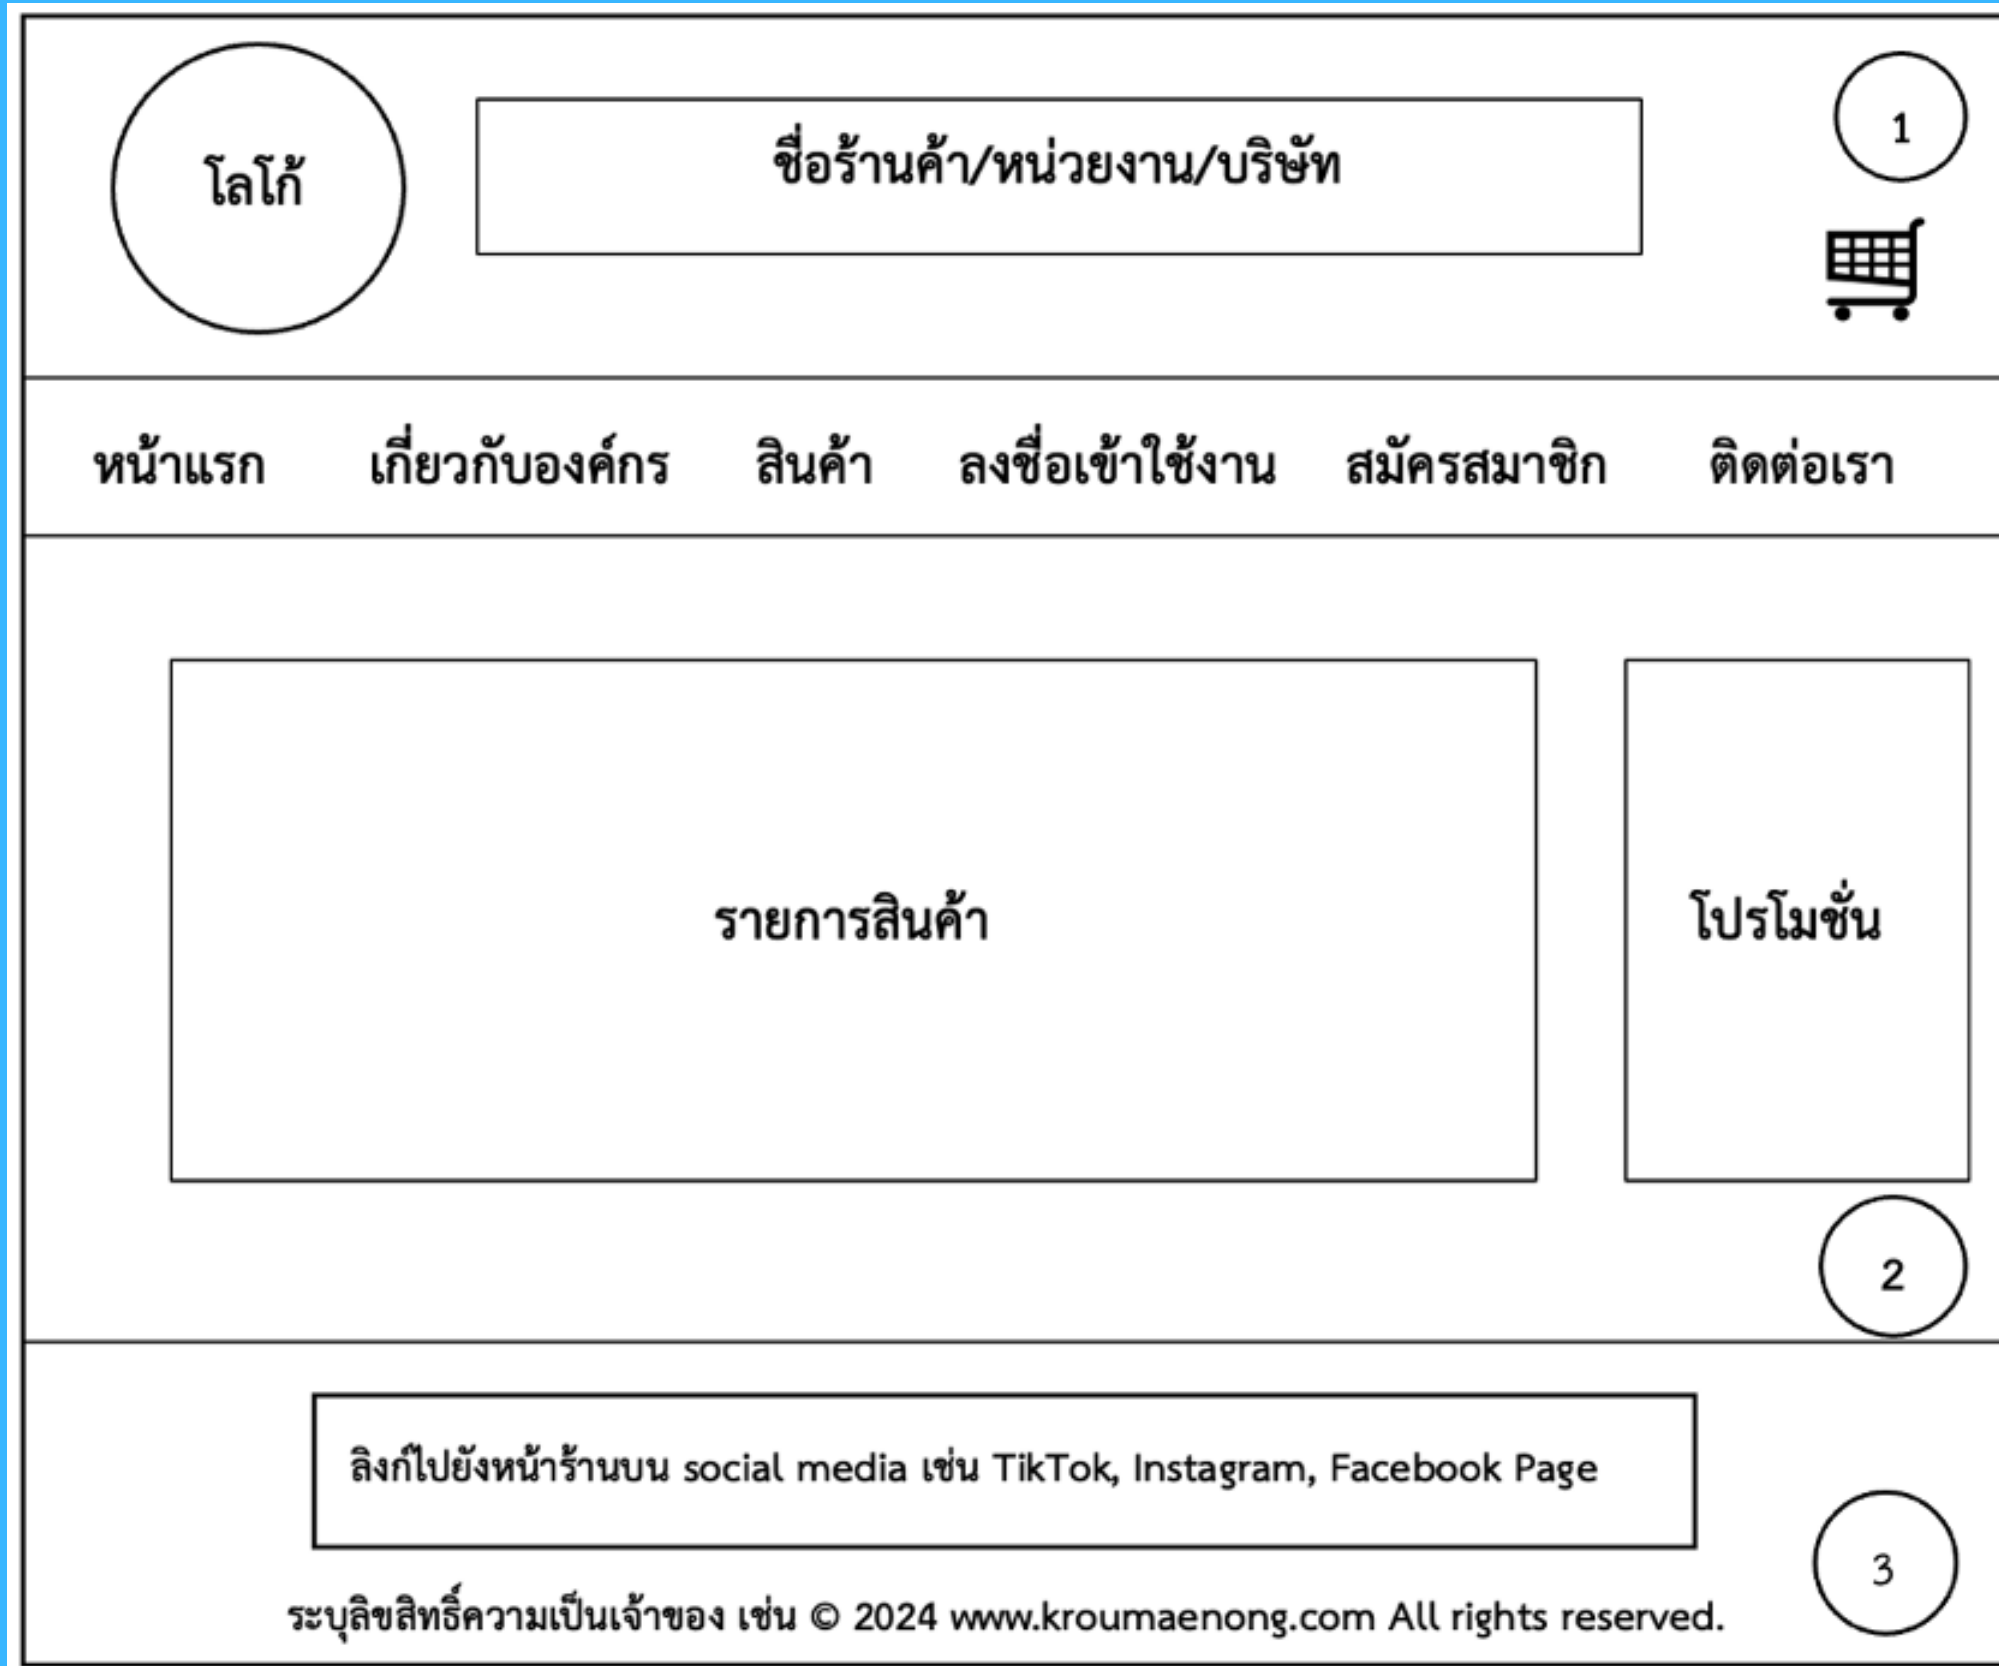 โลโก้
ชื่อร้านค้า/หน่วยงาน/บริษัท
1
หน้าแรก เกี่ยวกับองค์กร สินค้า ลงชื่อเข้าใช้งาน สมัครสมาชิก ติดต่อเรา
รายการสินค้า
โปรโมชั่น
2
ลิงก์ไปยังหน้าร้านบน social media เช่น TikTok, Instagram, Facebook Page
3
ระบุลิขสิทธิ์ความเป็นเจ้าของ เช่น © 2024 www.kroumaenong.com All rights reserved.